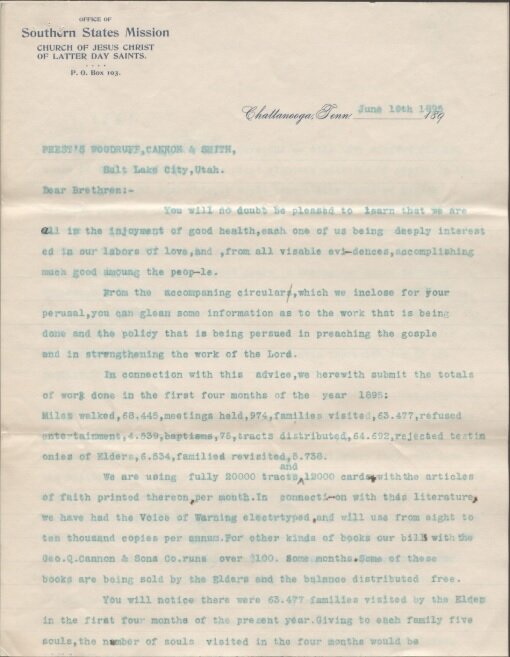 OFFICE OF
Southern States Mission
CHURCH OF JESUS CHRIST
OF LATTER DAY SAINTS.
....
P. O. Box 103.
Chattanooga, Tenn June 19th 1895 189
PREST'S WOODRUFF,CANNON & SMITH,
Sult Lake City,Utah.
Dear Brethren:-
You will no doubt be pleased to learn that we are
all in the injoyment of good health,each one of us being deeply interest
ed in our labors of love,and ,from all visable evi-dences,accomplishing
much good amoung the peop-le.
From the accompaning circular,which we inclose for your
perusal,you can glean some information as to the work that is being
done and the policy that is being persued in preaching the gosple
and in strengthening the work of the Lord.
In connection with this advice,we herewith submit the totals
of work done in the first four months of the year 1895:
Miles walked,68.445,meetings held,974,families visited,63.477,refused
entertainment,4.539,baptisms,75,tracts distributed,64.692,rejected testim
onies of Elders,6.534,familied revisited,5.738.
We are using fully 20000 tracts and 12000 cards with the articles
of faith printed thereon,per month.In connecti-on with this literature,
we have had the Voice of Warning electrtyped,and will use from eight to
ten thousand copies per annum.For other kinds of books our bill with the
Geo.Q.Cannon & Sons Co.runs over $100. Some months.Some of these
books are being sold by the Elders and the balance distributed free.
You will notice there were 63.477 families visited by the Elders
in the first four months of the present year.Giving to each family five
souls,the number of souls visited in the four months would be